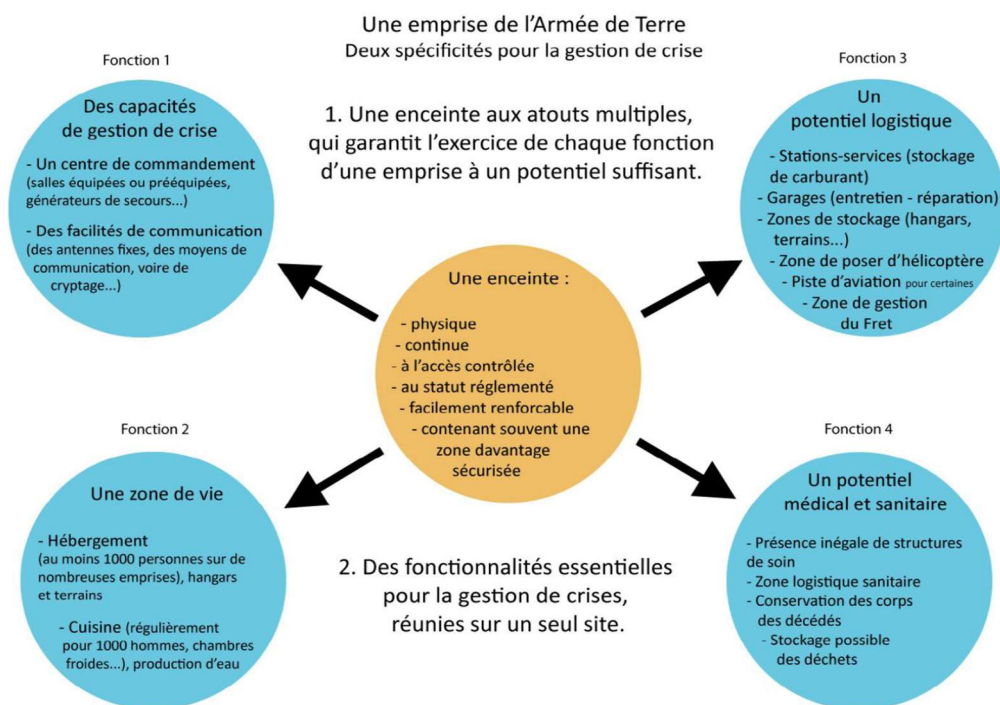 Une emprise de l'Armée de Terre
Deux spécificités pour la gestion de crise
Fonction 1
Des capacités
de gestion de crise
- Un centre de commandement
(salles équipées ou prééquipées,
générateurs de secours...)
- Des facilités de communication
(des antennes fixes, des moyens de
communication, voire de
cryptage...)
1. Une enceinte aux atouts multiples,
qui garantit l'exercice de chaque fonction
d'une emprise à un potentiel suffisant.
Fonction 3
Un
potentiel logistique
- Stations-services (stockage
de carburant)
- Garages (entretien - réparation)
- Zones de stockage (hangars,
terrains...)
- Zone de poser d'hélicoptère
- Piste d'aviation pour certaines
- Zone de gestion
du Fret
Une enceinte :
- physique
- continue
- à l'accès contrôlée
- au statut réglementé
- facilement renforcable
- contenant souvent une
zone davantage
sécurisée
Fonction 2
Une zone de vie
- Hébergement
(au moins 1000 personnes sur de
nombreuses emprises), hangars
et terrains
- Cuisine (régulièrement
pour 1000 hommes, chambres
froides...), production d'eau
2. Des fonctionnalités essentielles
pour la gestion de crises,
réunies sur un seul site.
Fonction 4
Un potentiel
médical et sanitaire
- Présence inégale de structures
de soin
- Zone logistique sanitaire
- Conservation des corps
des décédés
- Stockage possible
des déchets